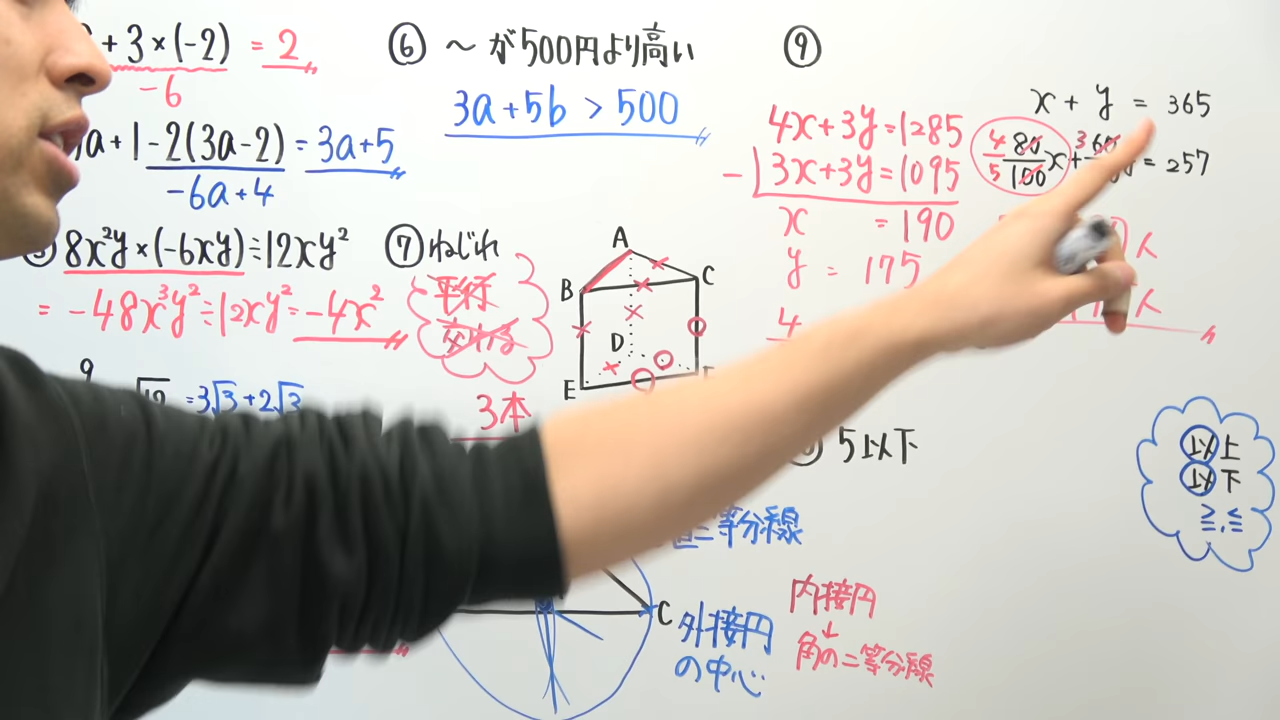 + 3 × (-2) = 2
-6
a + 1 - 2(3a - 2) = 3a + 5
-6a + 4
8x²y × (-6xy) ÷ 12xy²
= -48x³y² ÷ 12xy² = -4x²
9
= 3√3 + 2√3
⑥ 〜が500円より高い
3a + 5b > 500
⑦ ねじれ
平行
交わる
3本
A
B
C
D
E
⑨
x + y = 365
4 80
5 100
x +
3 60
= 257
4x + 3y = 1285
- 3x + 3y = 1095
x = 190
y = 175
4
人
人
5以下
以上
以下
≧, ≦
二等分線
C
外接円
の中心
内接円
↓
角の二等分線